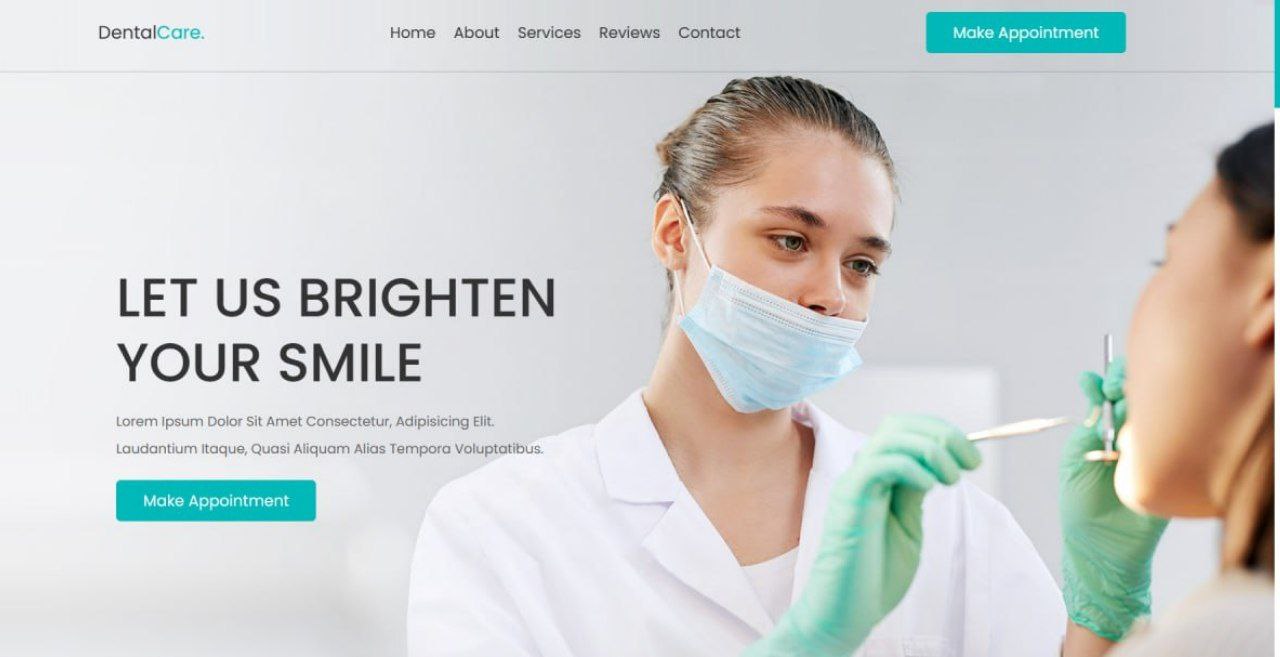 DentalCare.
Home About Services Reviews Contact
Make Appointment
LET US BRIGHTEN
YOUR SMILE
Lorem Ipsum Dolor Sit Amet Consectetur, Adipisicing Elit.
Laudantium Itaque, Quasi Aliquam Alias Tempora Voluptatibus.
Make Appointment